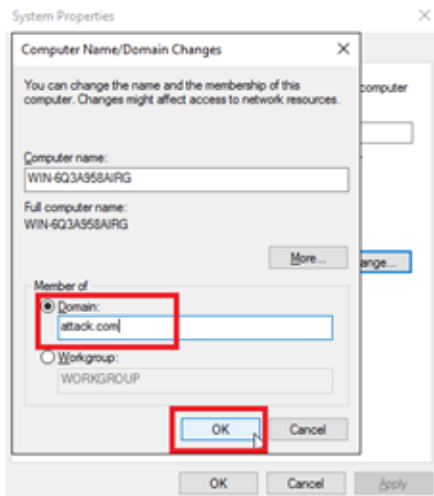 System Properties
Computer Name/Domain Changes
You can change the name and the membership of this
computer. Changes might affect access to network resources.
computer
Computer name:
WIN-6Q3A958AIRG
Full computer name:
WIN-6Q3A958AIRG
More...
ange...
Member of
Domain:
attack.com
Workgroup:
WORKGROUP
OK
Cancel
OK
Cancel
Apply